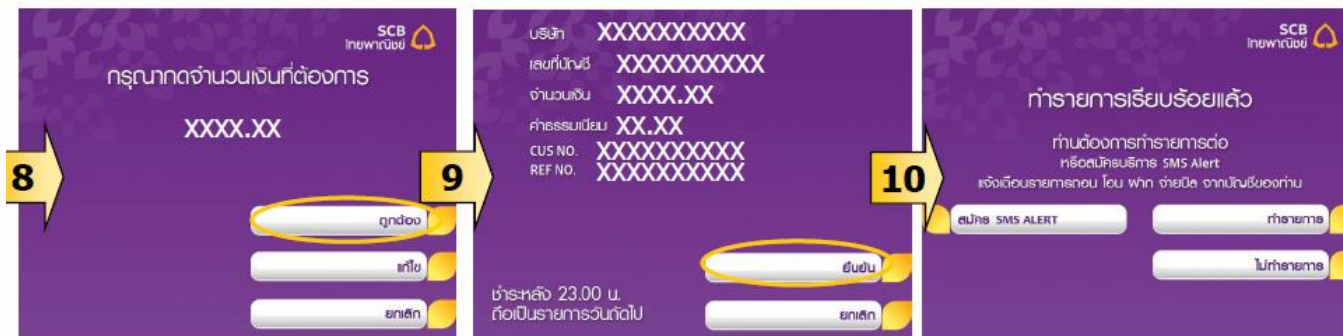 8
SCB
ไทยพาณิชย์
กรุณากดจำนวนเงินที่ต้องการ
XXXX.XX
ถูกต้อง
แก้ไข
ยกเลิก
9
บริษัท XXXXXXXXXX
เลขที่บัญชี XXXXXXXXXX
จำนวนเงิน XXXX.XX
ค่าธรรมเนียม XX.XX
CUS NO. XXXXXXXXXX
REF NO. XXXXXXXXXX
ยืนยัน
ชำระหลัง 23.00 น.
ถือเป็นรายการวันถัดไป
ยกเลิก
10
SCB
ไทยพาณิชย์
ทำรายการเรียบร้อยแล้ว
ท่านต้องการทำรายการต่อ
หรือสมัครบริการ SMS Alert
แจ้งเตือนรายการถอน โอน ฝาก จ่ายบิล จากบัญชีของท่าน
สมัคร SMS ALERT
ทำรายการ
ไม่ทำรายการ